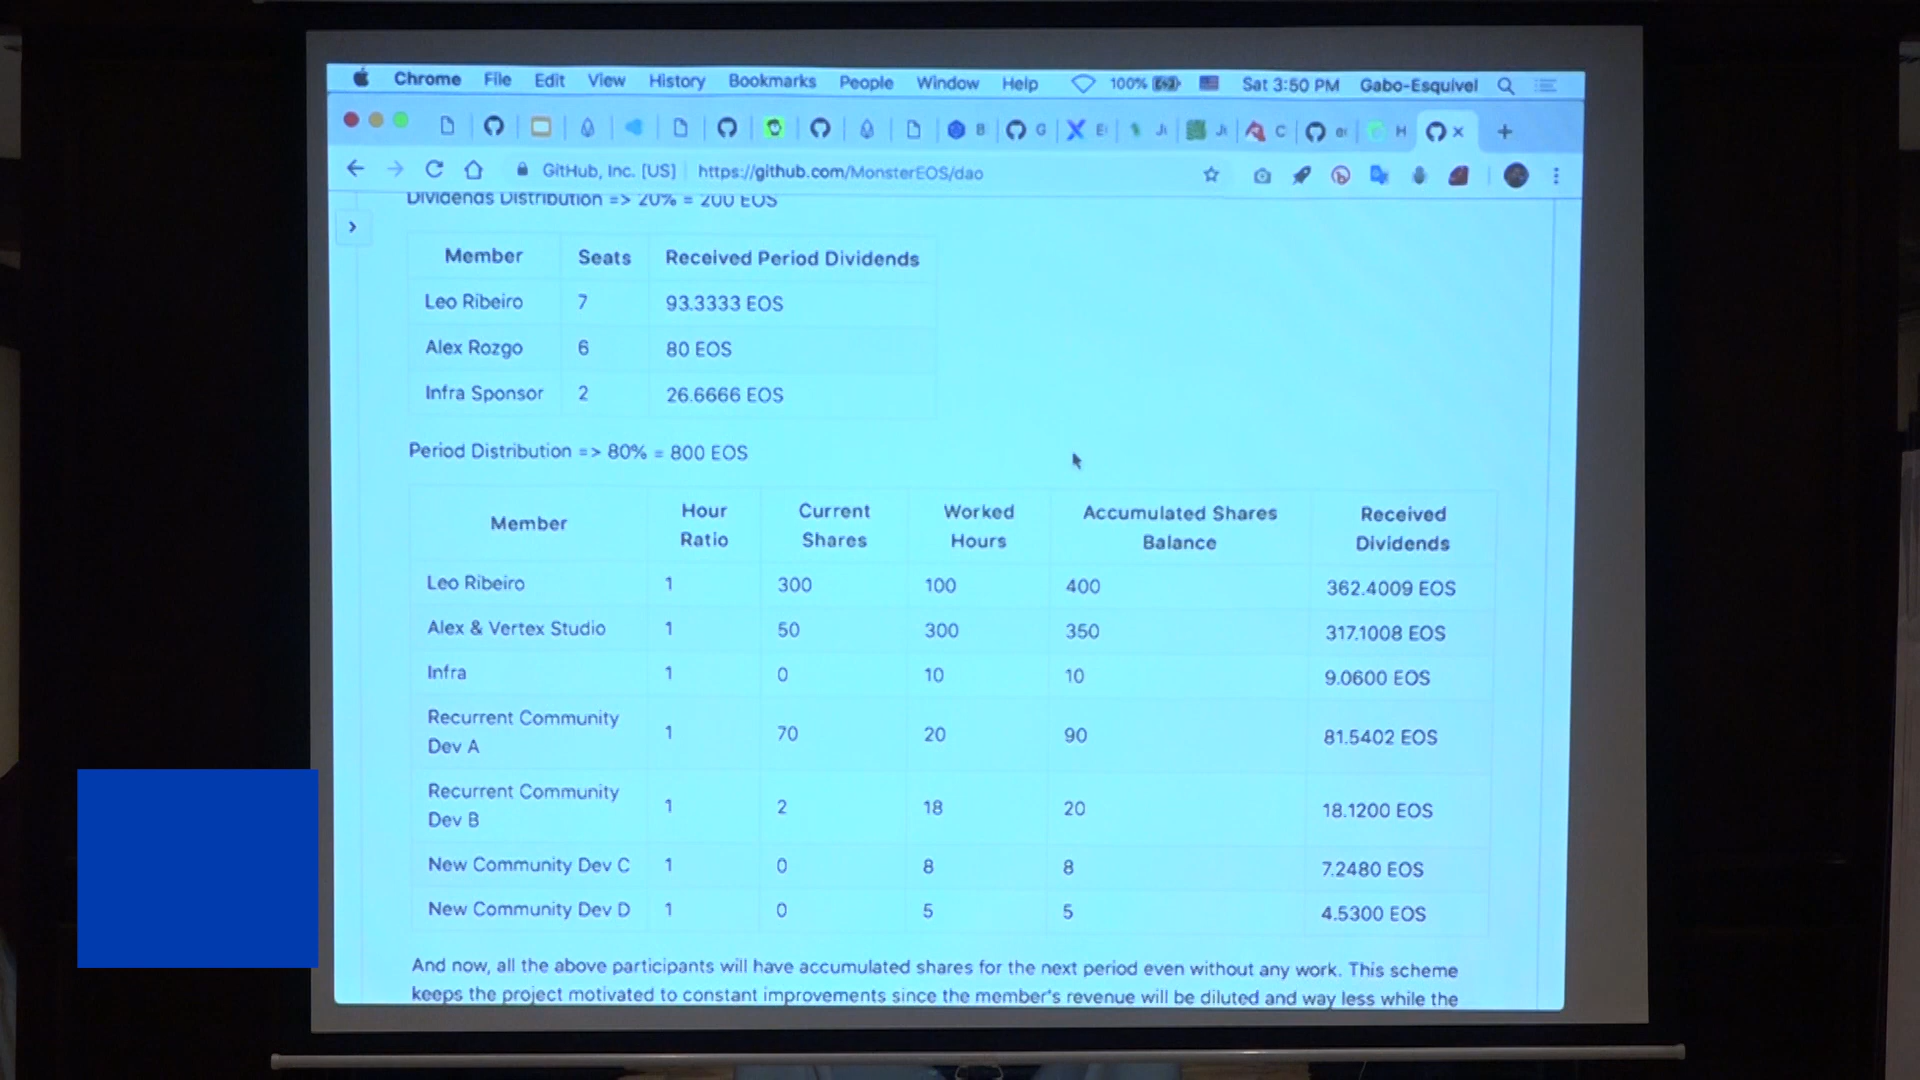 Chrome File Edit View History Bookmarks People Window Help 100% Sat 3:50 PM Gabo-Esquivel
B G E Ju Ju C H
GitHub, Inc. [US] https://github.com/MonsterEOS/dao
Dividends Distribution => 20% = 200 EOS
Member Seats Received Period Dividends
Leo Ribeiro 7 93.3333 EOS
Alex Rozgo 6 80 EOS
Infra Sponsor 2 26.6666 EOS
Period Distribution => 80% = 800 EOS
Member Hour Ratio Current Shares Worked Hours Accumulated Shares Balance Received Dividends
Leo Ribeiro 1 300 100 400 362.4009 EOS
Alex & Vertex Studio 1 50 300 350 317.1008 EOS
Infra 1 0 10 10 9.0600 EOS
Recurrent Community Dev A 1 70 20 90 81.5402 EOS
Recurrent Community Dev B 1 2 18 20 18.1200 EOS
New Community Dev C 1 0 8 8 7.2480 EOS
New Community Dev D 1 0 5 5 4.5300 EOS
And now, all the above participants will have accumulated shares for the next period even without any work. This scheme
keeps the project motivated to constant improvements since the member's revenue will be diluted and way less while the